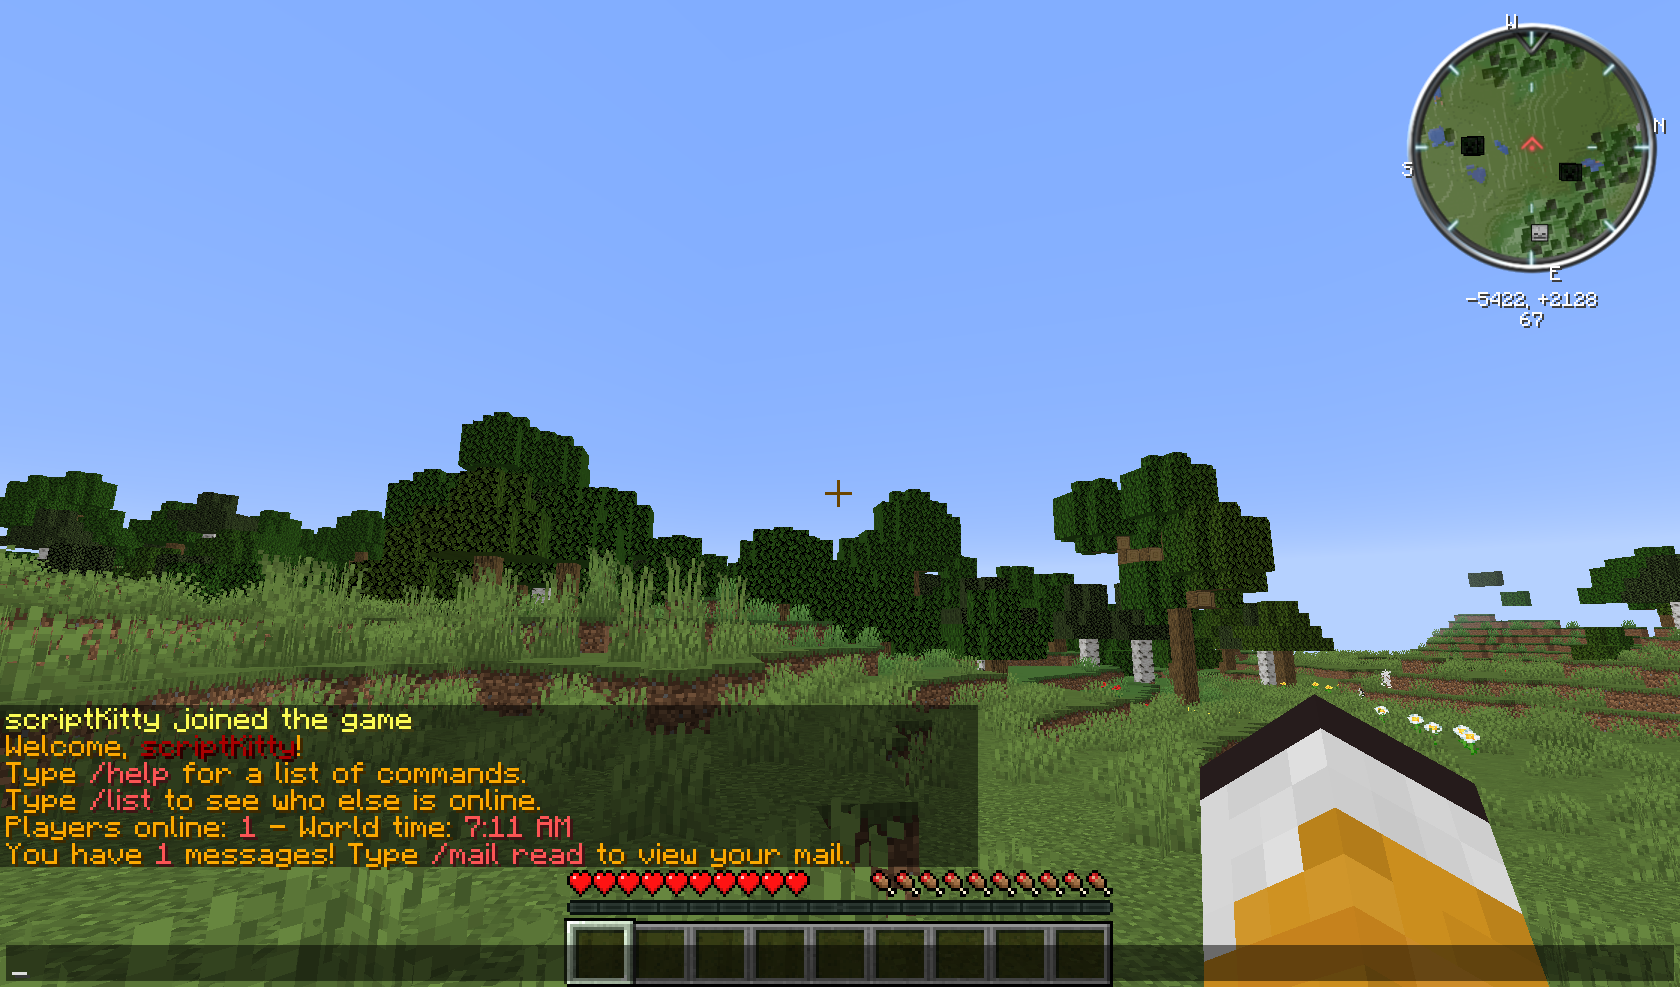 W
N
S
E
-5422, +2128
67
scriptKitty joined the game
Welcome, scriptKitty!
Type /help for a list of commands.
Type /list to see who else is online.
Players online: 1 - World time: 7:11 AM
You have 1 messages! Type /mail read to view your mail.
_